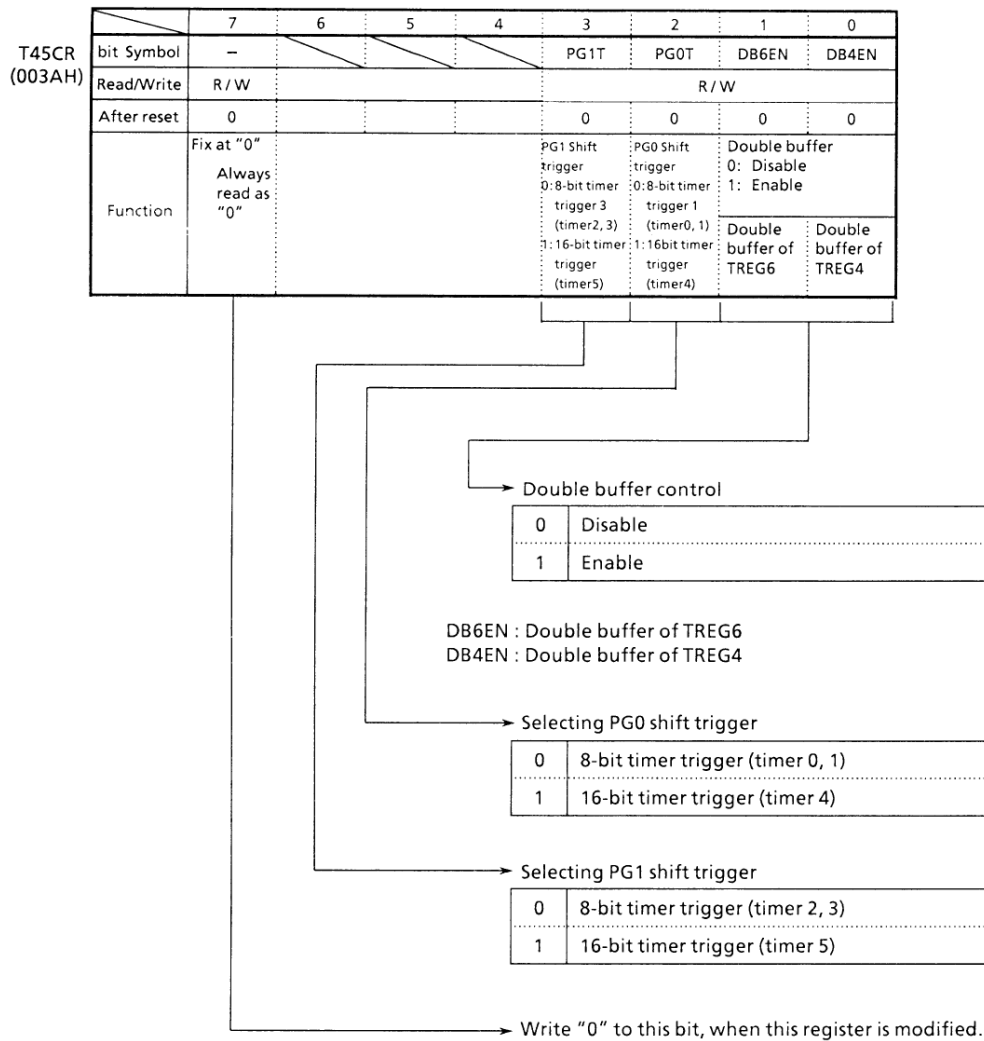 7 6 5 4 3 2 1 0
T45CR
(003AH)
bit Symbol – PG1T PG0T DB6EN DB4EN
Read/Write R/W R/W
After reset 0 0 0 0 0
Function
Fix at "0"
Always
read as
"0"
PG1 Shift
trigger
0:8-bit timer
trigger 3
(timer2, 3)
1:16-bit timer
trigger
(timer5)
PG0 Shift
trigger
0:8-bit timer
trigger 1
(timer0, 1)
1:16bit timer
trigger
(timer4)
Double buffer
0: Disable
1: Enable
Double
buffer of
TREG6
Double
buffer of
TREG4
Double buffer control
0 Disable
1 Enable
DB6EN : Double buffer of TREG6
DB4EN : Double buffer of TREG4
Selecting PG0 shift trigger
0 8-bit timer trigger (timer 0, 1)
1 16-bit timer trigger (timer 4)
Selecting PG1 shift trigger
0 8-bit timer trigger (timer 2, 3)
1 16-bit timer trigger (timer 5)
Write "0" to this bit, when this register is modified.